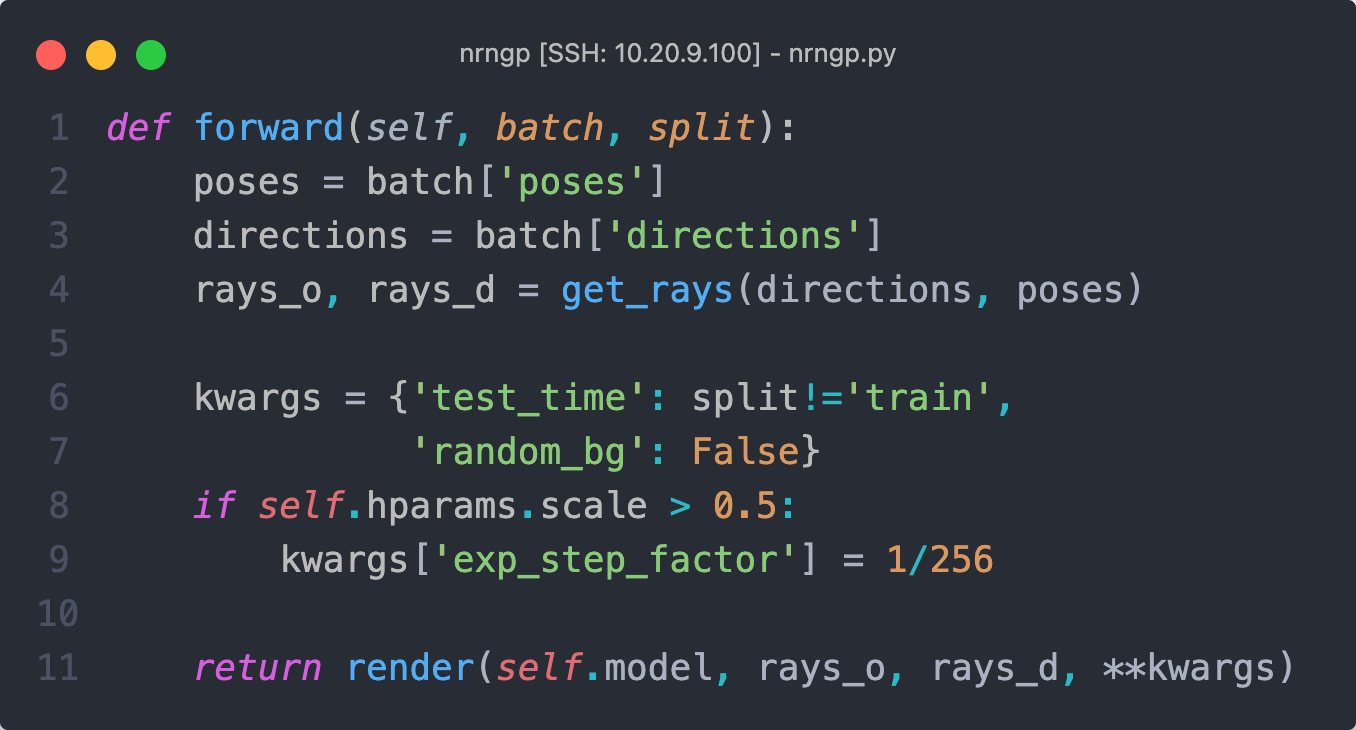 nrngp [SSH: 10.20.9.100] - nrngp.py
1 def forward(self, batch, split):
2     poses = batch['poses']
3     directions = batch['directions']
4     rays_o, rays_d = get_rays(directions, poses)
5
6     kwargs = {'test_time': split!='train',
7               'random_bg': False}
8     if self.hparams.scale > 0.5:
9         kwargs['exp_step_factor'] = 1/256
10
11     return render(self.model, rays_o, rays_d, **kwargs)